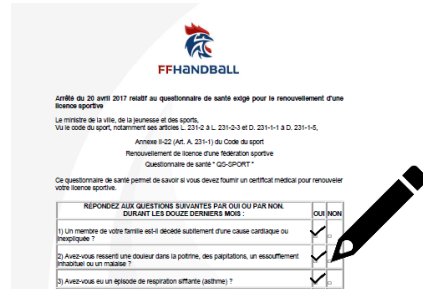 FFHANDBALL
Arrêté du 20 avril 2017 relatif au questionnaire de santé exigé pour le renouvellement d'une
licence sportive
Le ministre de la ville, de la jeunesse et des sports,
Vu le code du sport, notamment ses articles L. 231-2 à L. 231-2-3 et D. 231-1-1 à D. 231-1-5,
Annexe II-22 (Art. A. 231-1) du Code du sport
Renouvellement de licence d'une fédération sportive
Questionnaire de santé " QS-SPORT "
Ce questionnaire de santé permet de savoir si vous devez fournir un certificat médical pour renouveler
votre licence sportive.
RÉPONDEZ AUX QUESTIONS SUIVANTES PAR OUI OU PAR NON.
DURANT LES DOUZE DERNIERS MOIS :
OUI NON
1) Un membre de votre famille est-il décédé subitement d'une cause cardiaque ou
inexpliquée ?
2) Avez-vous ressenti une douleur dans la poitrine, des palpitations, un essoufflement
inhabituel ou un malaise ?
3) Avez-vous eu un épisode de respiration sifflante (asthme) ?